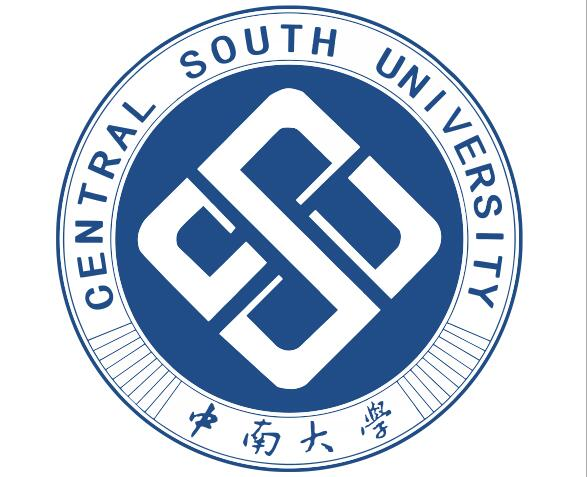 CENTRAL SOUTH UNIVERSITY
中南大學